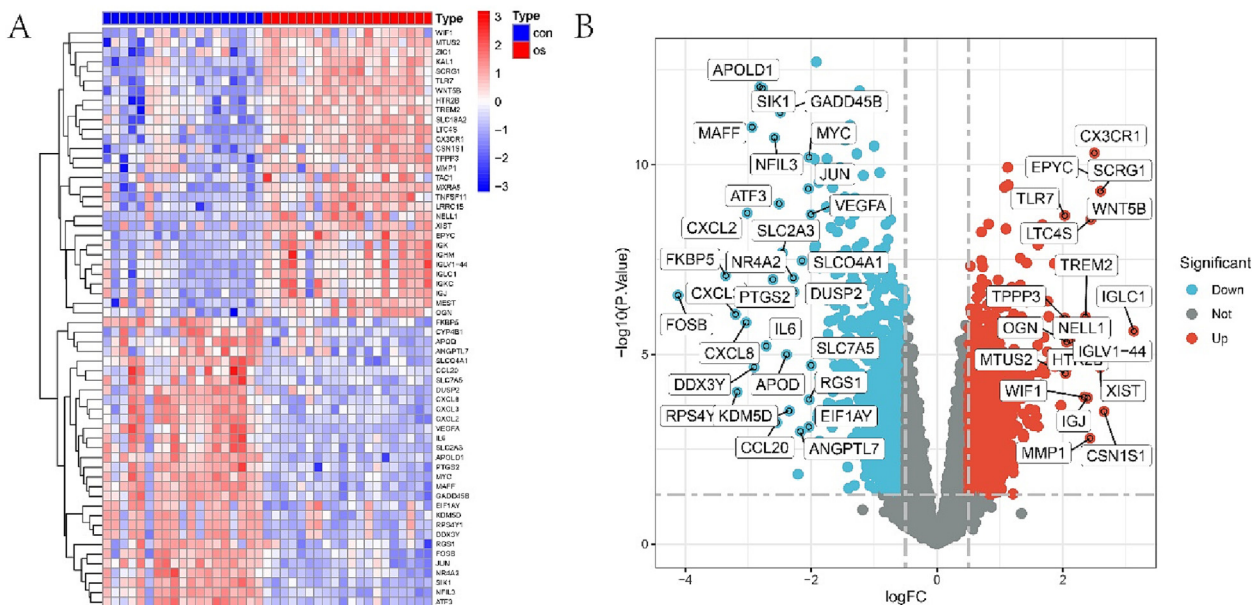 A
Type
con
os
Type
3
2
1
0
−1
−2
−3
WIF1
MTUS2
ZIC1
KAL1
SCRG1
TLR7
WNT5B
HTR2B
TREM2
SLC18A2
LTC4S
CX3CR1
CSN1S1
TPPP3
MMP1
TAC1
MXRA5
TNFSF11
LRRC15
NELL1
XIST
EPYC
IGK
IGHM
IGLV1-44
IGLC1
IGKC
IGJ
MEST
OGN
FKBP5
CYP4B1
APOD
ANGPTL7
SLCO4A1
CCL20
SLC7A5
DUSP2
CXCL8
CXCL3
CXCL2
VEGFA
IL6
SLC2A3
APOLD1
PTGS2
MYC
MAFF
GADD45B
EIF1AY
KDM5D
RPS4Y1
DDX3Y
RGS1
FOSB
JUN
NR4A3
SIK1
NFIL3
ATF3
B
−log10(P.Value)
10
5
0
−4
−2
0
2
logFC
APOLD1
SIK1
GADD45B
MAFF
MYC
NFIL3
JUN
ATF3
VEGFA
CXCL2
SLC2A3
FKBP5
NR4A2
SLCO4A1
CXCL
PTGS2
DUSP2
FOSB
IL6
CXCL8
SLC7A5
DDX3Y
APOD
RGS1
RPS4Y
KDM5D
EIF1AY
CCL20
ANGPTL7
CX3CR1
EPYC
SCRG1
TLR7
WNT5B
LTC4S
TREM2
TPPP3
IGLC1
OGN
NELL1
IGLV1-44
MTUS2
WIF1
XIST
IGJ
MMP1
CSN1S1
Significant
Down
Not
Up